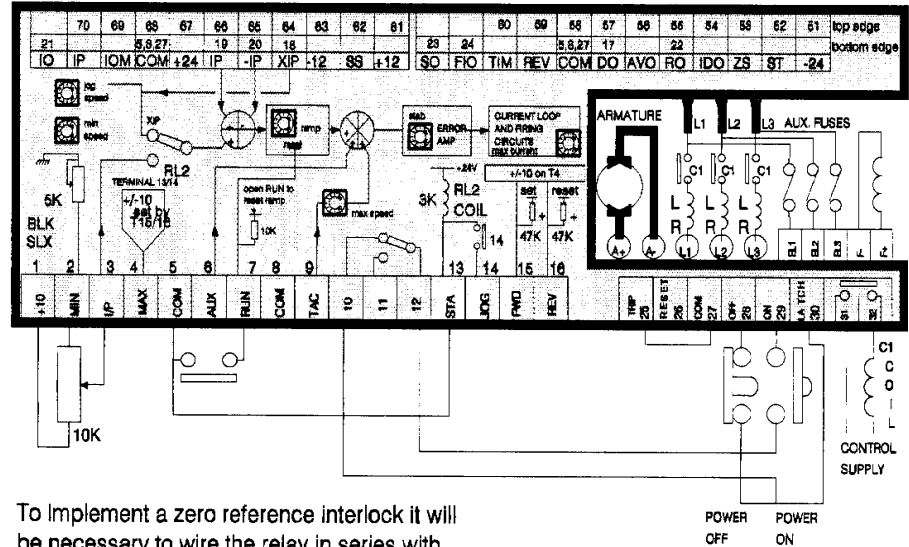 70 69 68 67 66 65 64 63 62 61
60 59 58 57 56 55 54 53 52 51 top edge
21 5,8,27 19 20 18
23 24 5,8,27 17 22 bottom edge
IO IP IOM COM +24 IP -IP XIP -12 SS +12
SO FIO TIM REV COM DO AVO RO IDO ZS ST -24
jog
speed
min
speed
XIP
RL2
TERMINAL 13/14
+/-10
set by
T15/16
5K
BLK
SLX
ramp
reset
open RUN to
reset ramp
10K
max speed
stab
ERROR
AMP
CURRENT LOOP
AND FIRING
CIRCUITS
max current
+24V
3K
RL2
COIL
14
+/-10 on T4
set
47K
reset
47K
ARMATURE
L1 L2 L3 AUX. FUSES
C1 C1 C1
L L L
R R R
A+ A- L1 L2 L3 BL1 BL2 BL3 F- F+
1 2 3 4 5 6 7 8 9 10 11 12 13 14 15 16
+10 MIN I/P MAX COM AUX RUN COM TAC 10 11 12 STA JOG FWD REV
TRIP RESET COM OFF ON LATCH
25 26 27 28 29 30 31 32
10K
C1
C
O
L
CONTROL
SUPPLY
POWER
OFF
POWER
ON
To Implement a zero reference interlock it will
be necessary to wire the relay in series with